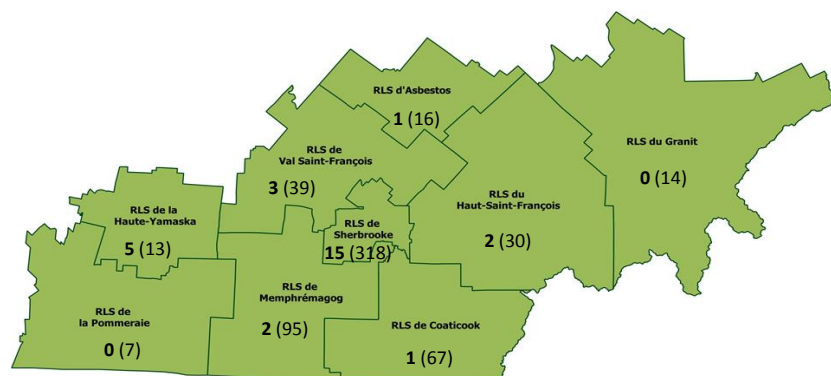 RLS d'Asbestos
1 (16)
RLS du Granit
0 (14)
RLS de
Val Saint-François
3 (39)
RLS du
Haut-Saint-François
2 (30)
RLS de la
Haute-Yamaska
5 (13)
RLS de
Sherbrooke
15 (318)
RLS de
Memphrémagog
2 (95)
RLS de
la Pommeraie
0 (7)
RLS de Coaticook
1 (67)